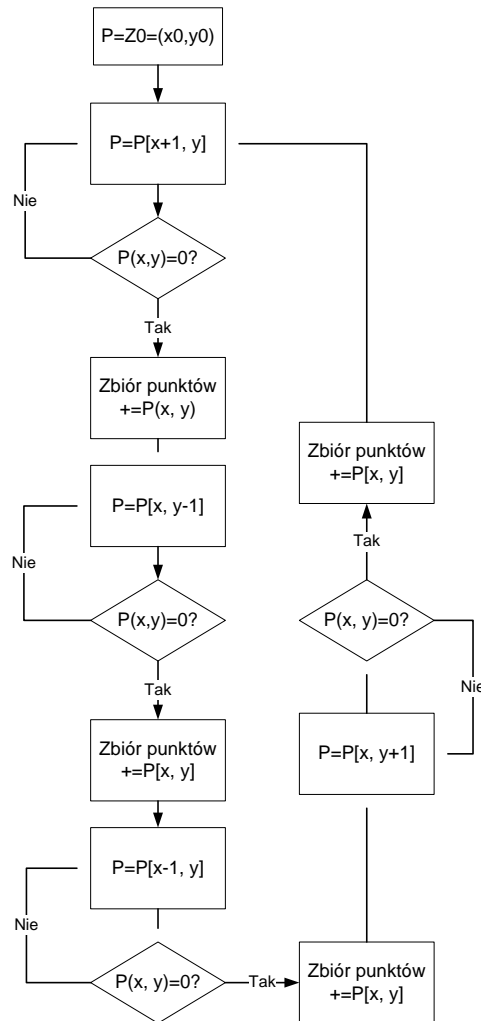 P=Z0=(x0,y0)
P=P[x+1, y]
Nie
P(x,y)=0?
Tak
Zbiór punktów
+=P(x, y)
P=P[x, y-1]
Nie
P(x,y)=0?
Tak
Zbiór punktów
+=P[x, y]
P=P[x-1, y]
Nie
P(x, y)=0?
Tak
Zbiór punktów
+=P[x, y]
P=P[x, y+1]
Nie
P(x, y)=0?
Tak
Zbiór punktów
+=P[x, y]